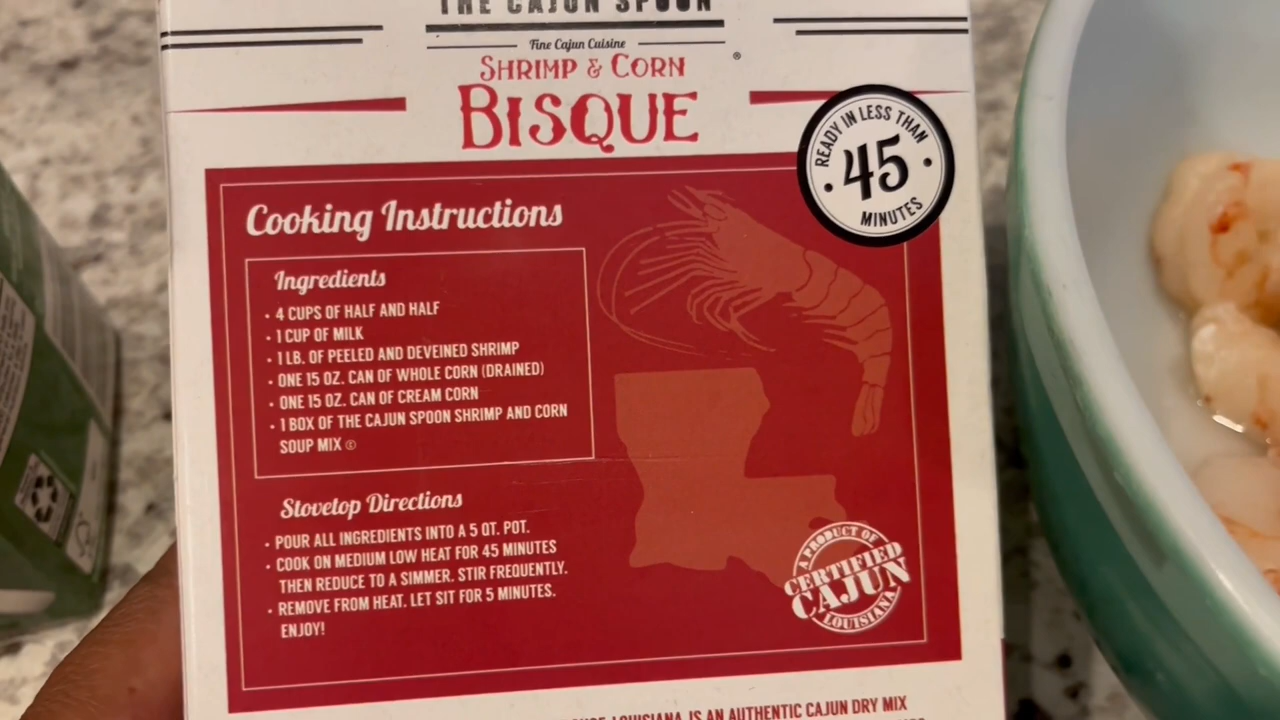 THE CAJUN SPOON
Fine Cajun Cuisine
SHRIMP & CORN
BISQUE
®
READY IN LESS THAN
45
MINUTES
Cooking Instructions
Ingredients
• 4 CUPS OF HALF AND HALF
• 1 CUP OF MILK
• 1 LB. OF PEELED AND DEVEINED SHRIMP
• ONE 15 OZ. CAN OF WHOLE CORN (DRAINED)
• ONE 15 OZ. CAN OF CREAM CORN
• 1 BOX OF THE CAJUN SPOON SHRIMP AND CORN
SOUP MIX ©
Stovetop Directions
• POUR ALL INGREDIENTS INTO A 5 QT. POT.
• COOK ON MEDIUM LOW HEAT FOR 45 MINUTES
THEN REDUCE TO A SIMMER. STIR FREQUENTLY.
• REMOVE FROM HEAT. LET SIT FOR 5 MINUTES.
ENJOY!
A PRODUCT OF
CERTIFIED
CAJUN
LOUISIANA
LOUISIANA, IS AN AUTHENTIC CAJUN DRY MIX